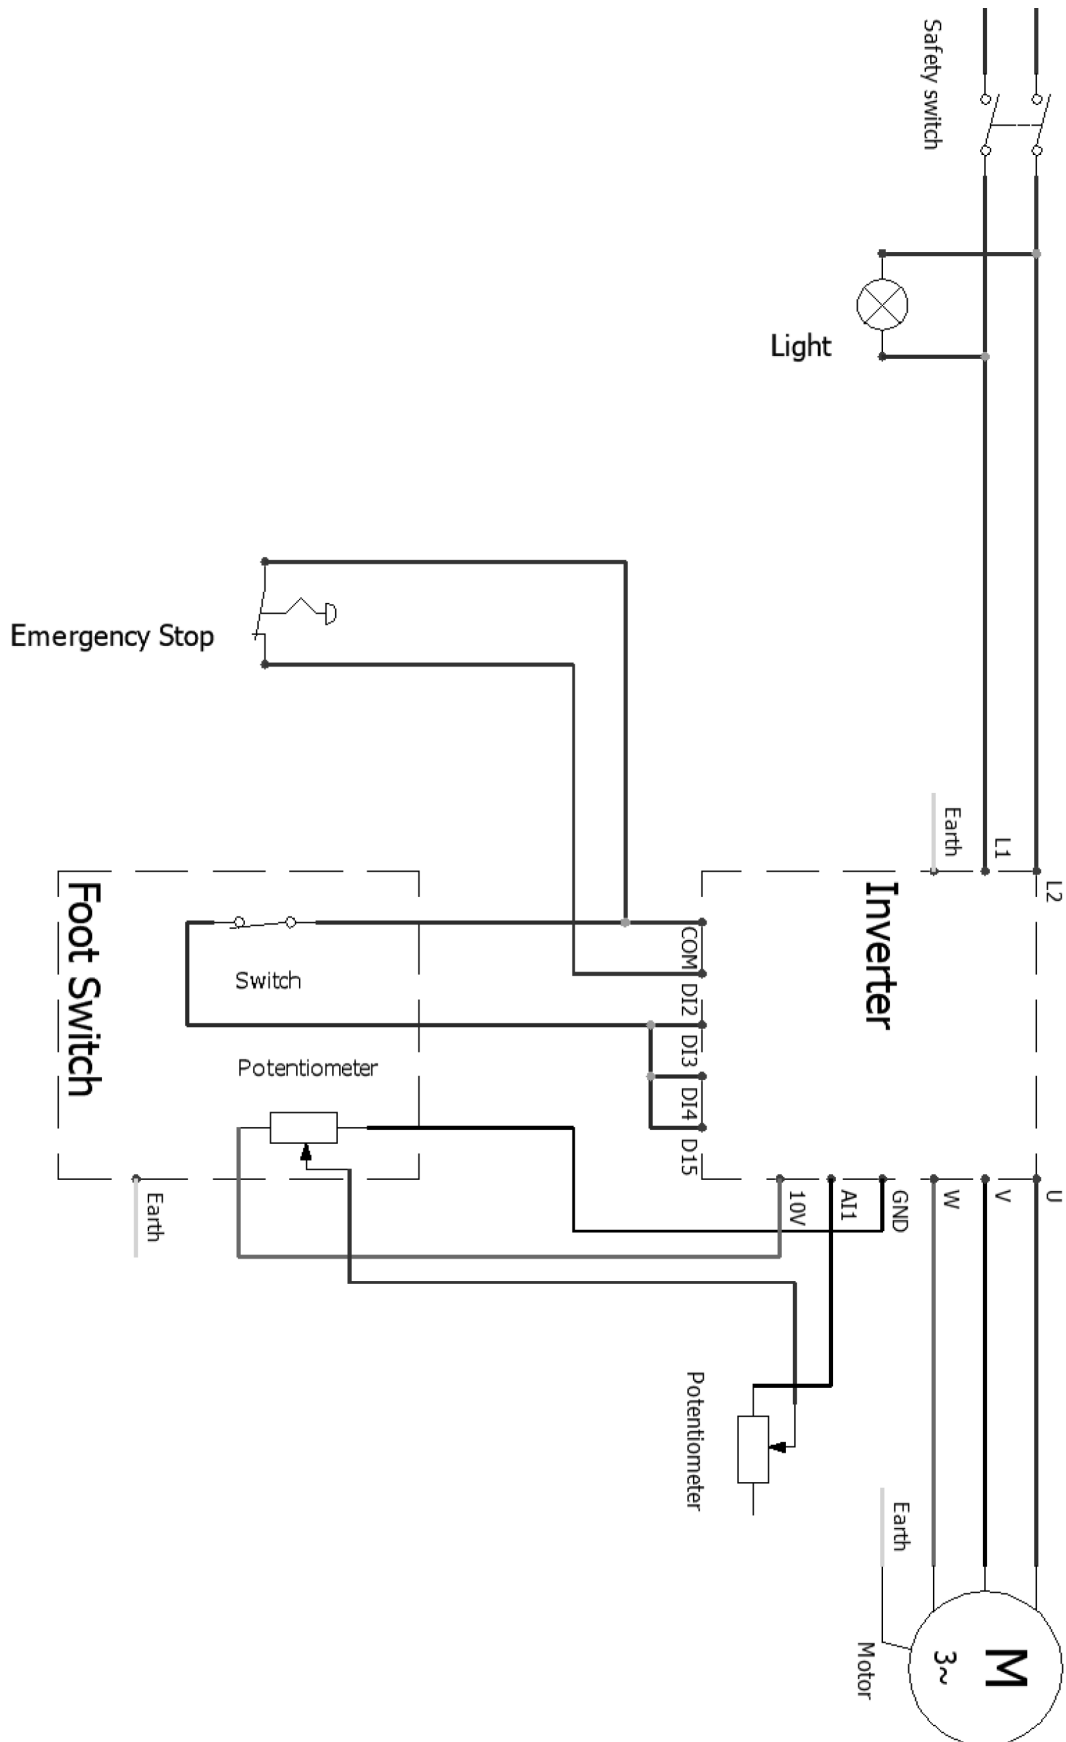 Safety switch
Light
Emergency Stop
Earth
L1
L2
Inverter
Foot Switch
COM
DI2
DI3
DI4
D15
Switch
Potentiometer
Earth
10V
AI1
GND
W
V
U
Potentiometer
Earth
Motor
M
3~